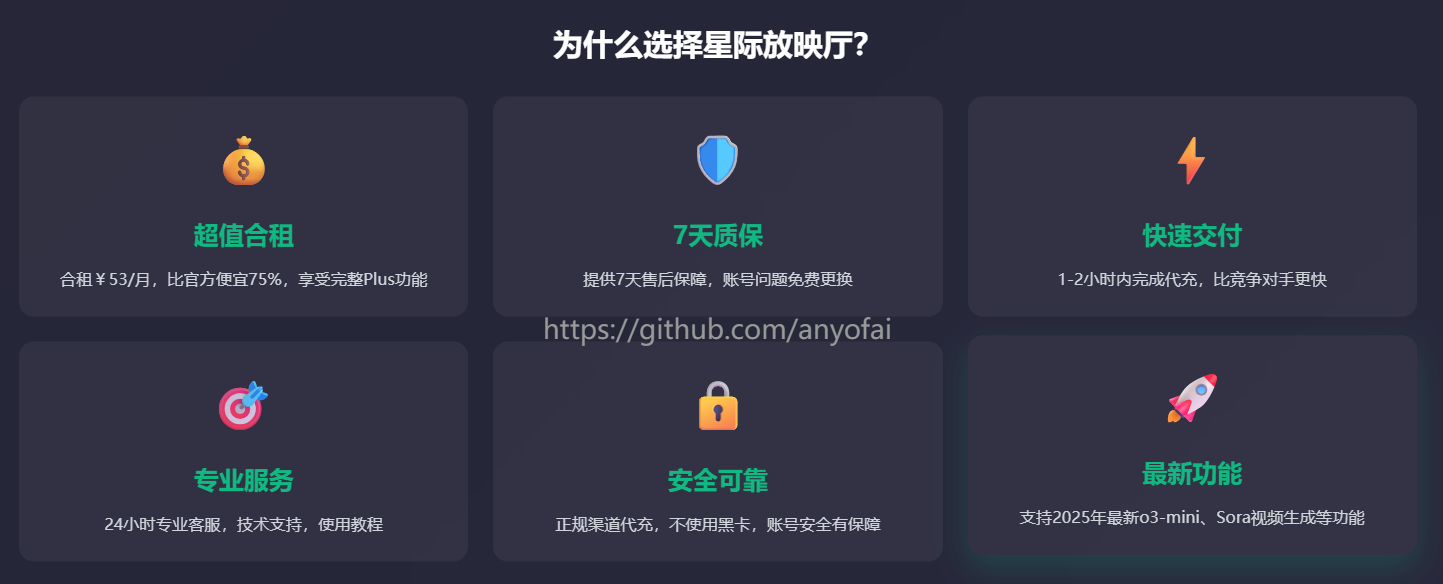 为什么选择星际放映厅？
超值合租
合租￥53/月，比官方便宜75%，享受完整Plus功能
7天质保
提供7天售后保障，账号问题免费更换
快速交付
1-2小时内完成代充，比竞争对手更快
https://github.com/anyofai
专业服务
24小时专业客服，技术支持，使用教程
安全可靠
正规渠道代充，不使用黑卡，账号安全有保障
最新功能
支持2025年最新o3-mini、Sora视频生成等功能